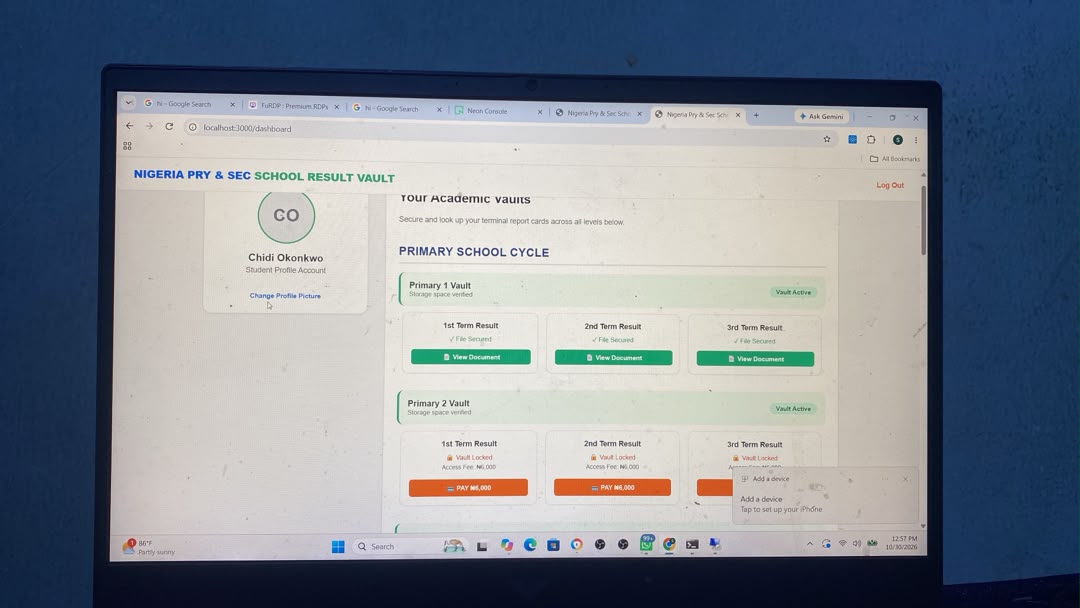 Ni - Google Search
FuRDP : Premium RDPs
Ni - Google Search
Neon Console
Nigeria Pry & Sec Scho
Nigeria Pry & Sec Scho
Ask Gemini
localhost:3000/dashboard
S
All Bookmarks
NIGERIA PRY & SEC SCHOOL RESULT VAULT
Log Out
CO
Chidi Okonkwo
Student Profile Account
Change Profile Picture
Your Academic Vaults
Secure and look up your terminal report cards across all levels below.
PRIMARY SCHOOL CYCLE
Primary 1 Vault
Storage space verified
Vault Active
1st Term Result
✓ File Secured
View Document
2nd Term Result
✓ File Secured
View Document
3rd Term Result
✓ File Secured
View Document
Primary 2 Vault
Storage space verified
Vault Active
1st Term Result
Vault Locked
Access Fee: ₦6,000
PAY ₦6,000
2nd Term Result
Vault Locked
Access Fee: ₦6,000
PAY ₦6,000
3rd Term Result
Vault Locked
Add a device
Add a device
Tap to set up your iPhone
1
86°F
Partly sunny
Search
99+
12:57 PM
10/30/2026